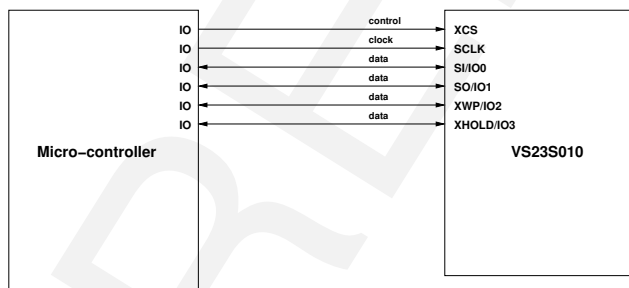 control
IO XCS
clock
IO SCLK
data
IO SI/IO0
data
IO SO/IO1
data
IO XWP/IO2
data
IO XHOLD/IO3
Micro-controller VS23S010